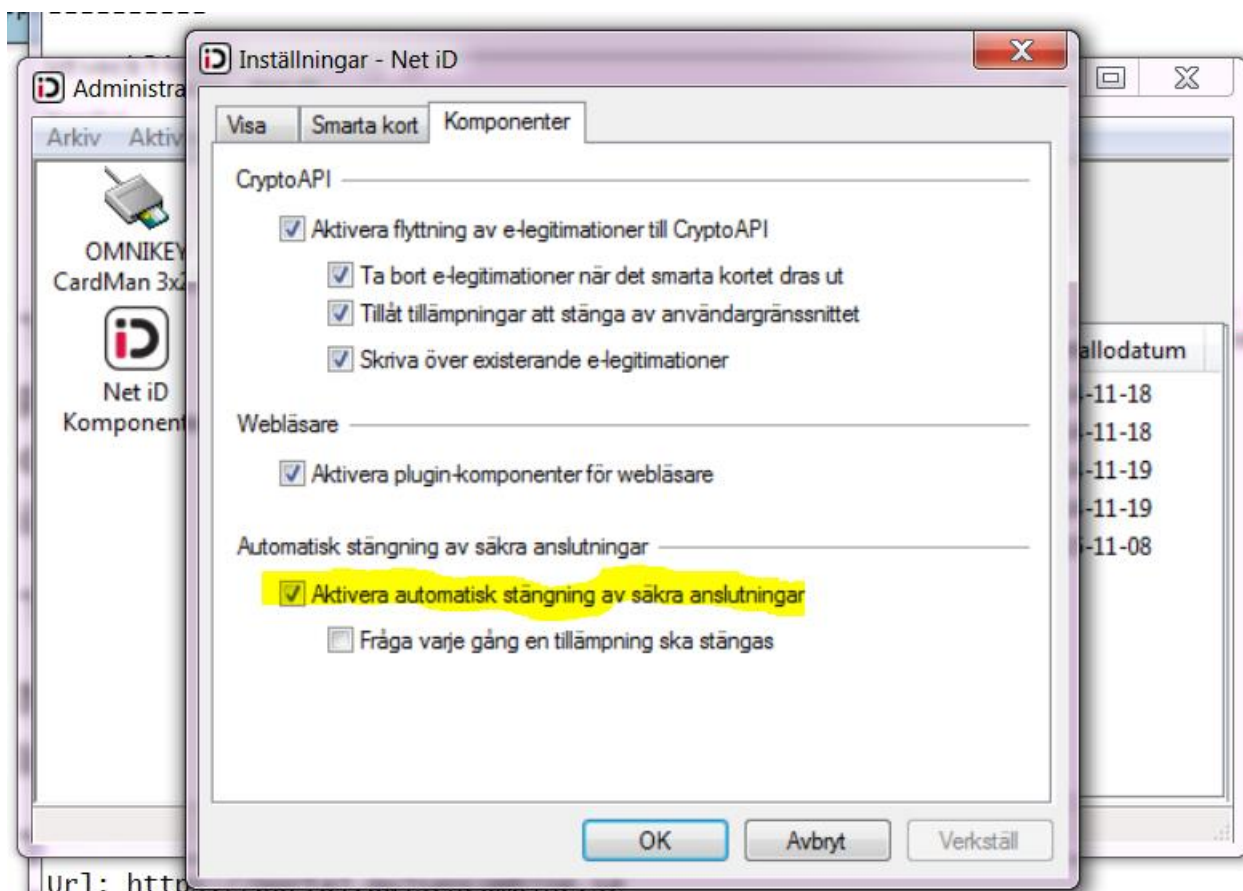 Inställningar - Net iD
Administra
Arkiv Aktiv
Visa Smarta kort Komponenter
CryptoAPI
Aktivera flyttning av e-legitimationer till CryptoAPI
Ta bort e-legitimationer när det smarta kortet dras ut
Tillåt tillämpningar att stänga av användargränssnittet
Skriva över existerande e-legitimationer
Webläsare
Aktivera plugin-komponenter för webläsare
Automatisk stängning av säkra anslutningar
Aktivera automatisk stängning av säkra anslutningar
Fråga varje gång en tillämpning ska stängas
OK Avbryt Verkställ
OMNIKEY
CardMan 3x2
iD
Net iD
Komponent
allodatum
-11-18
-11-18
-11-19
-11-19
-11-08
Url: http